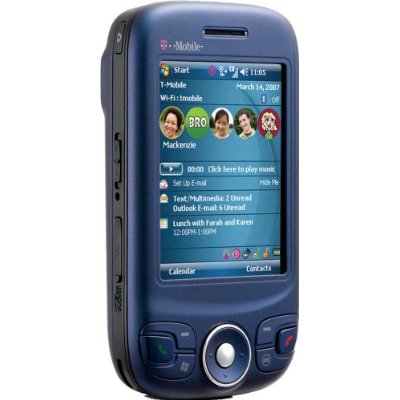 T··Mobile·
Start 11:05
T-Mobile March 14, 2007
Wi-Fi : tmobile : Off
BRO
Mackenzie
00:00 Click here to play music
Set Up E-mail Hide Me
Text/Multimedia: 2 Unread
Outlook E-mail: 6 Unread
Lunch with Farah and Karen
12:00PM-1:00PM
Calendar Contacts
OK